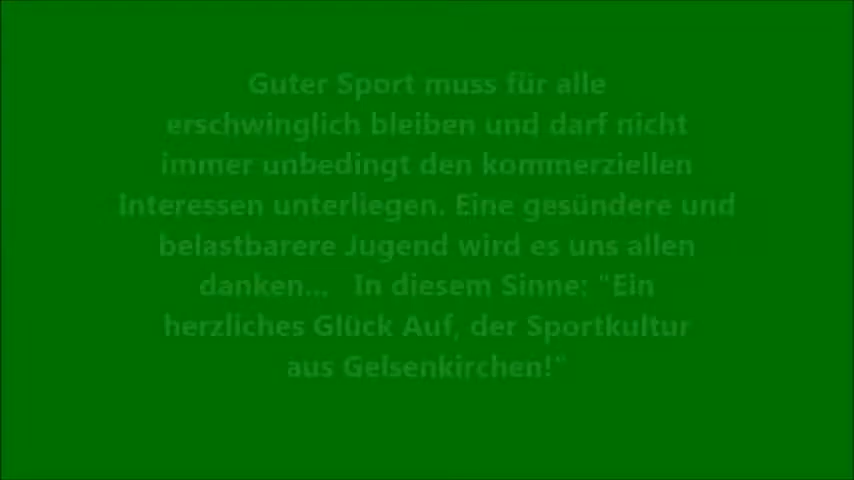 Guter Sport muss für alle
erschwinglich bleiben und darf nicht
immer unbedingt den kommerziellen
Interessen unterliegen. Eine gesündere und
belastbarere Jugend wird es uns allen
danken... In diesem Sinne: "Ein
herzliches Glück Auf, der Sportkultur
aus Gelsenkirchen!"